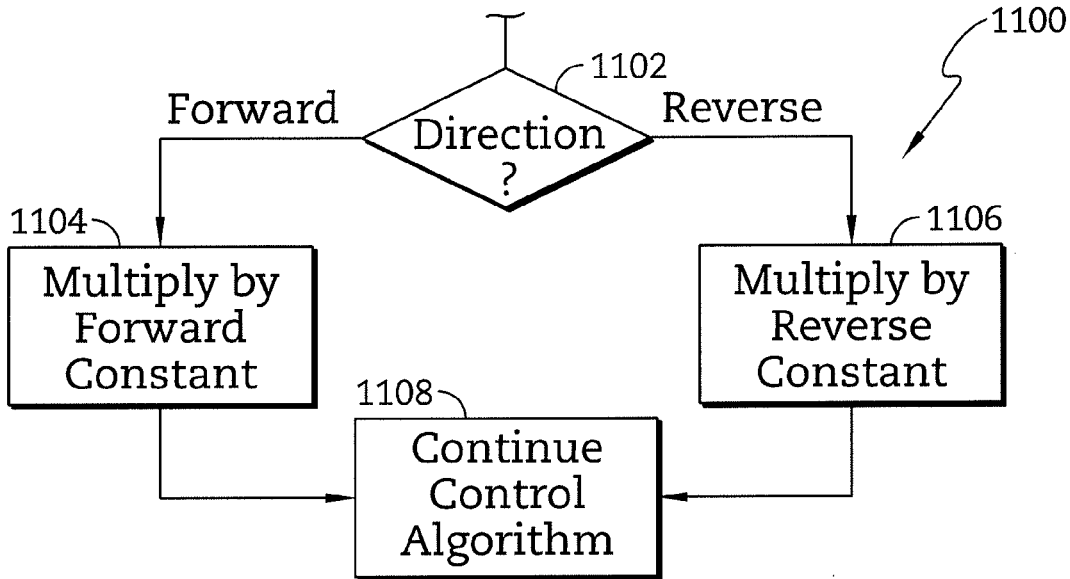 1100
1102
Forward
Reverse
Direction
?
1104
1106
Multiply by
Forward
Constant
Multiply by
Reverse
Constant
1108
Continue
Control
Algorithm